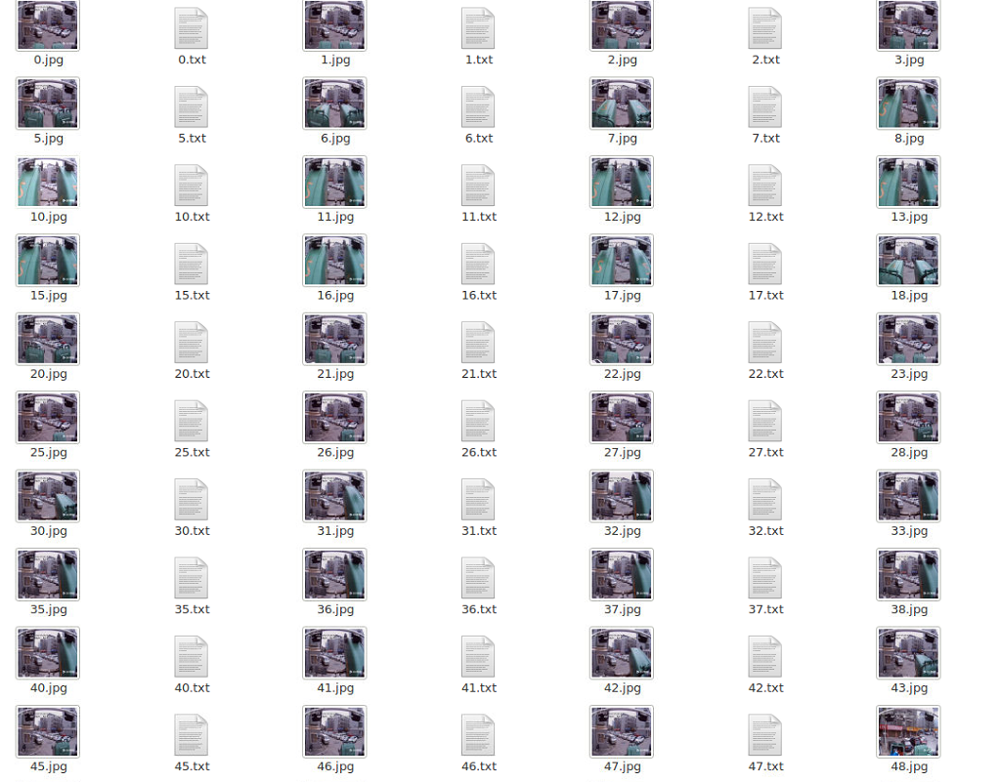 0.jpg 0.txt 1.jpg 1.txt 2.jpg 2.txt 3.jpg
5.jpg 5.txt 6.jpg 6.txt 7.jpg 7.txt 8.jpg
10.jpg 10.txt 11.jpg 11.txt 12.jpg 12.txt 13.jpg
15.jpg 15.txt 16.jpg 16.txt 17.jpg 17.txt 18.jpg
20.jpg 20.txt 21.jpg 21.txt 22.jpg 22.txt 23.jpg
25.jpg 25.txt 26.jpg 26.txt 27.jpg 27.txt 28.jpg
30.jpg 30.txt 31.jpg 31.txt 32.jpg 32.txt 33.jpg
35.jpg 35.txt 36.jpg 36.txt 37.jpg 37.txt 38.jpg
40.jpg 40.txt 41.jpg 41.txt 42.jpg 42.txt 43.jpg
45.jpg 45.txt 46.jpg 46.txt 47.jpg 47.txt 48.jpg